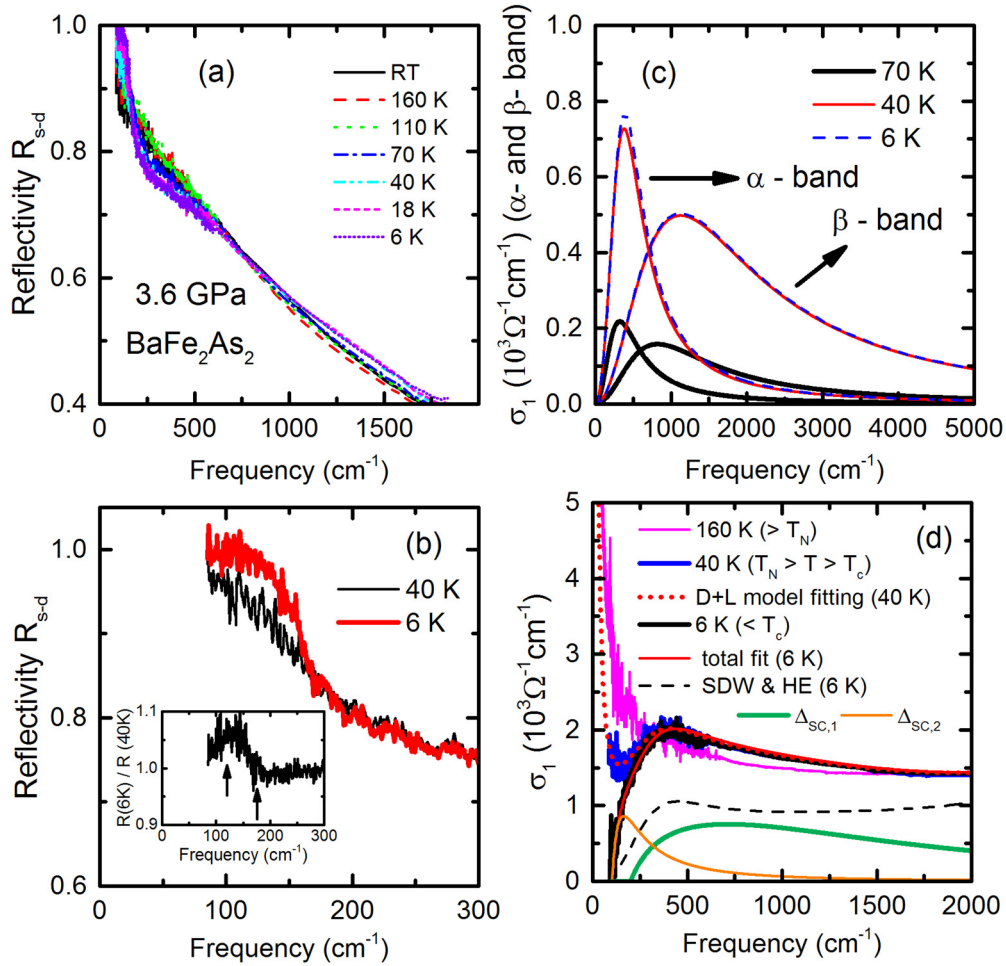 (a)
Reflectivity R_s-d
1.0
0.8
0.6
0.4
RT
160 K
110 K
70 K
40 K
18 K
6 K
3.6 GPa
BaFe₂As₂
0 500 1000 1500
Frequency (cm⁻¹)
(c)
σ₁ (10³Ω⁻¹cm⁻¹) (α- and β- band)
1.0
0.8
0.6
0.4
0.2
0.0
70 K
40 K
6 K
α - band
β - band
0 1000 2000 3000 4000 5000
Frequency (cm⁻¹)
(b)
Reflectivity R_s-d
1.0
0.8
0.6
40 K
6 K
R(6K) / R (40K)
1.1
1.0
0.9
0 100 200 300
Frequency (cm⁻¹)
0 100 200 300
Frequency (cm⁻¹)
(d)
σ₁ (10³Ω⁻¹cm⁻¹)
5
4
3
2
1
0
160 K (> T_N)
40 K (T_N > T > T_c)
D+L model fitting (40 K)
6 K (< T_c)
total fit (6 K)
SDW & HE (6 K)
Δ_SC,1 Δ_SC,2
0 500 1000 1500 2000
Frequency (cm⁻¹)